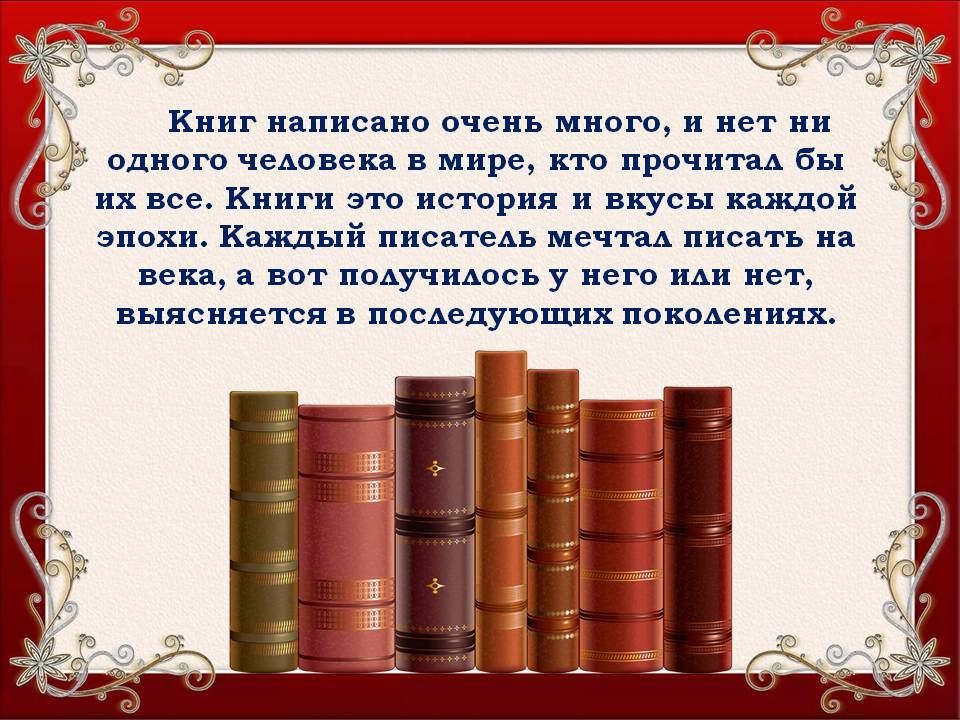 Книг написано очень много, и нет ни
одного человека в мире, кто прочитал бы
их все. Книги это история и вкусы каждой
эпохи. Каждый писатель мечтал писать на
века, а вот получилось у него или нет,
выясняется в последующих поколениях.